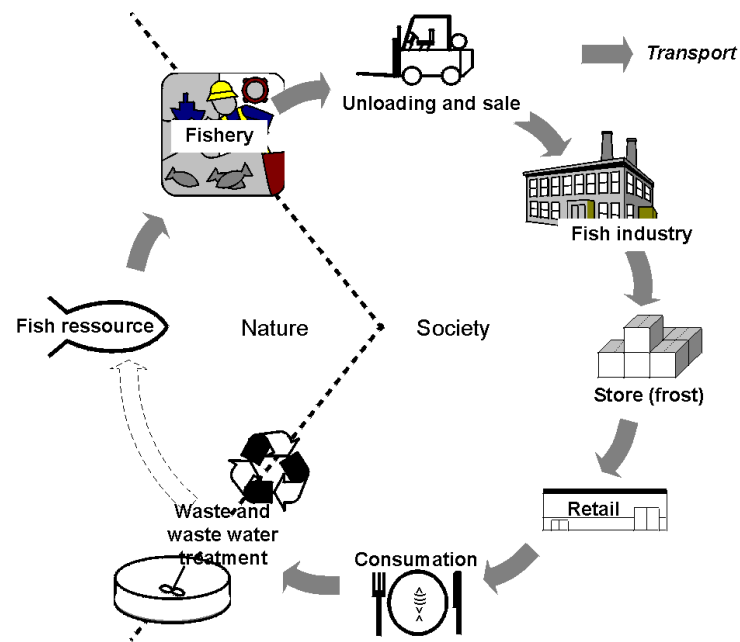 Transport
Unloading and sale
Fishery
Fish industry
Fish ressource
Nature
Society
Store (frost)
Retail
Waste and
waste water
treatment
Consumation